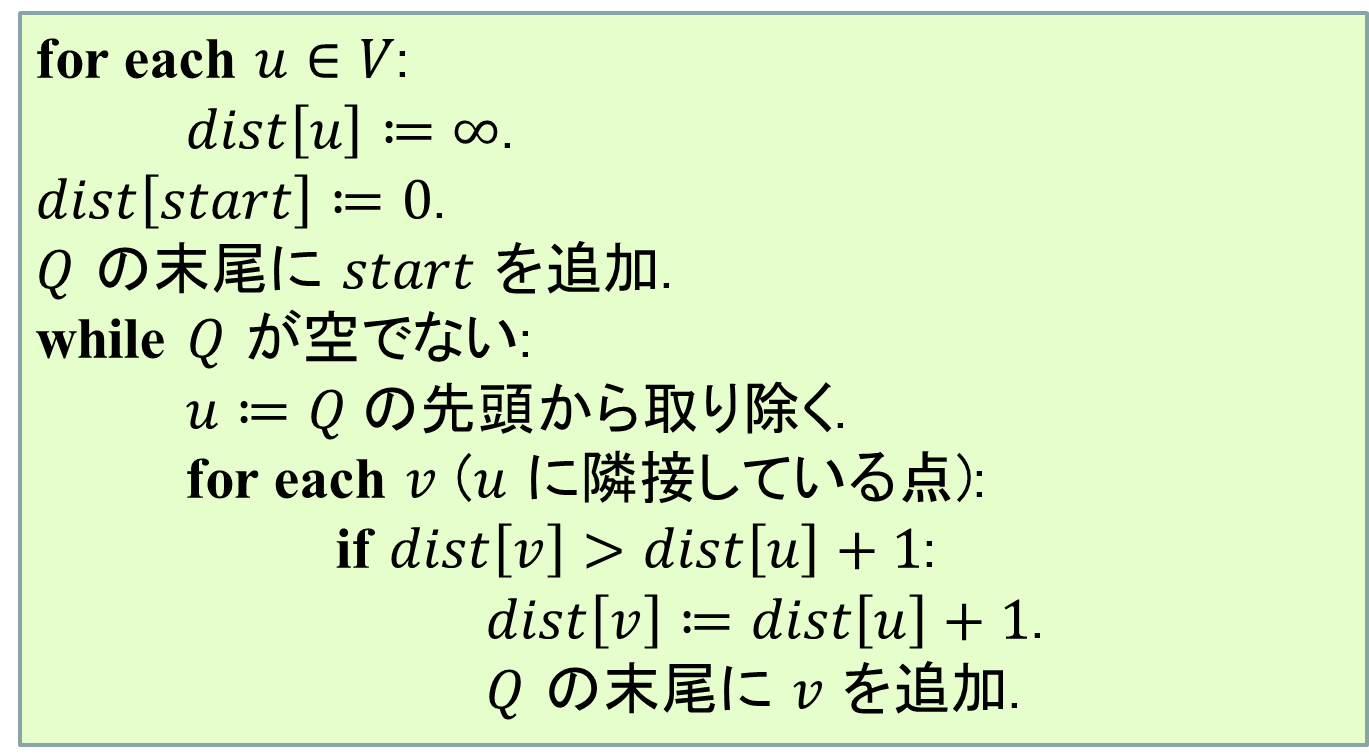 for each u ∈ V:
dist[u] ≔ ∞.
dist[start] ≔ 0.
Q の末尾に start を追加.
while Q が空でない:
u ≔ Q の先頭から取り除く.
for each v (u に隣接している点):
if dist[v] > dist[u] + 1:
dist[v] ≔ dist[u] + 1.
Q の末尾に v を追加.